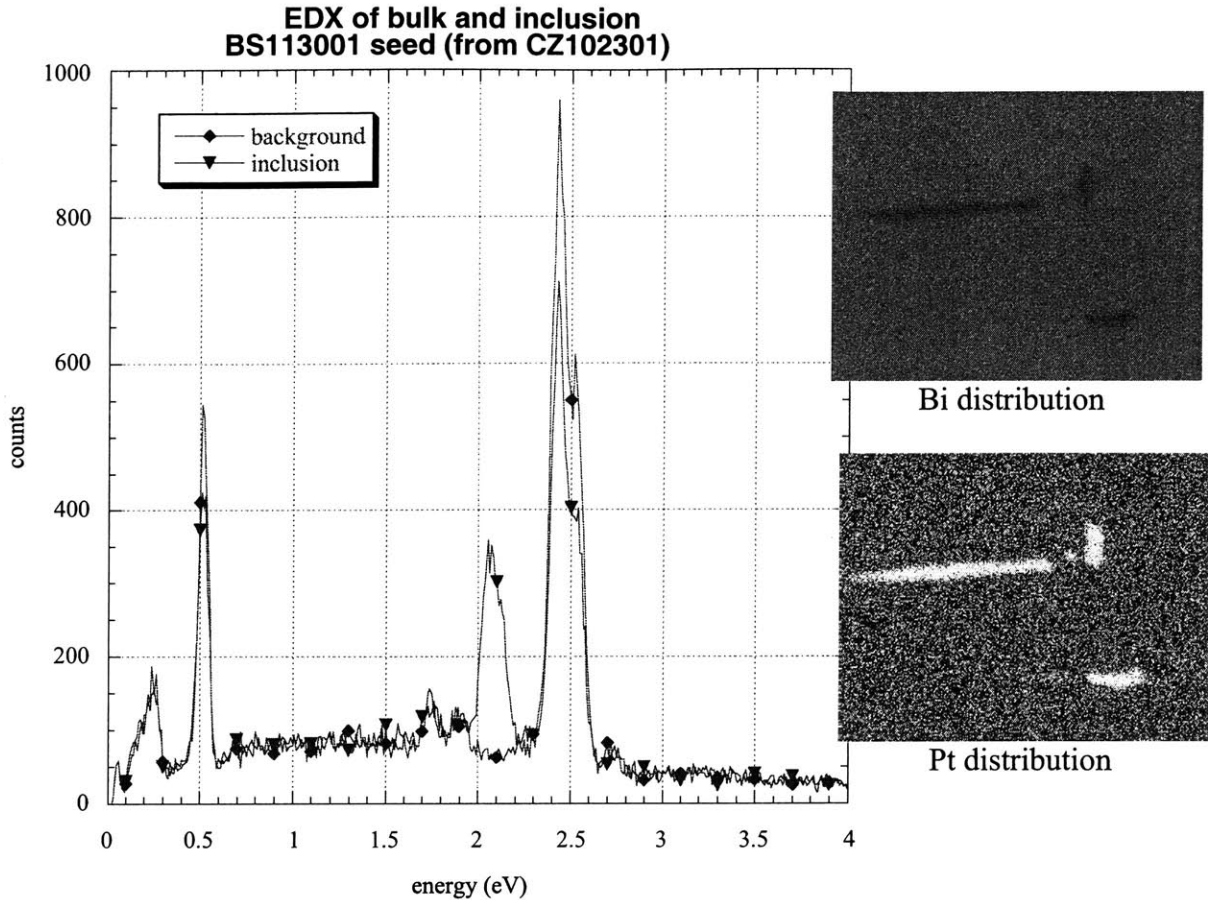 EDX of bulk and inclusion
BS113001 seed (from CZ102301)
1000
800
600
400
200
0
counts
background
inclusion
0 0.5 1 1.5 2 2.5 3 3.5 4
energy (eV)
Bi distribution
Pt distribution